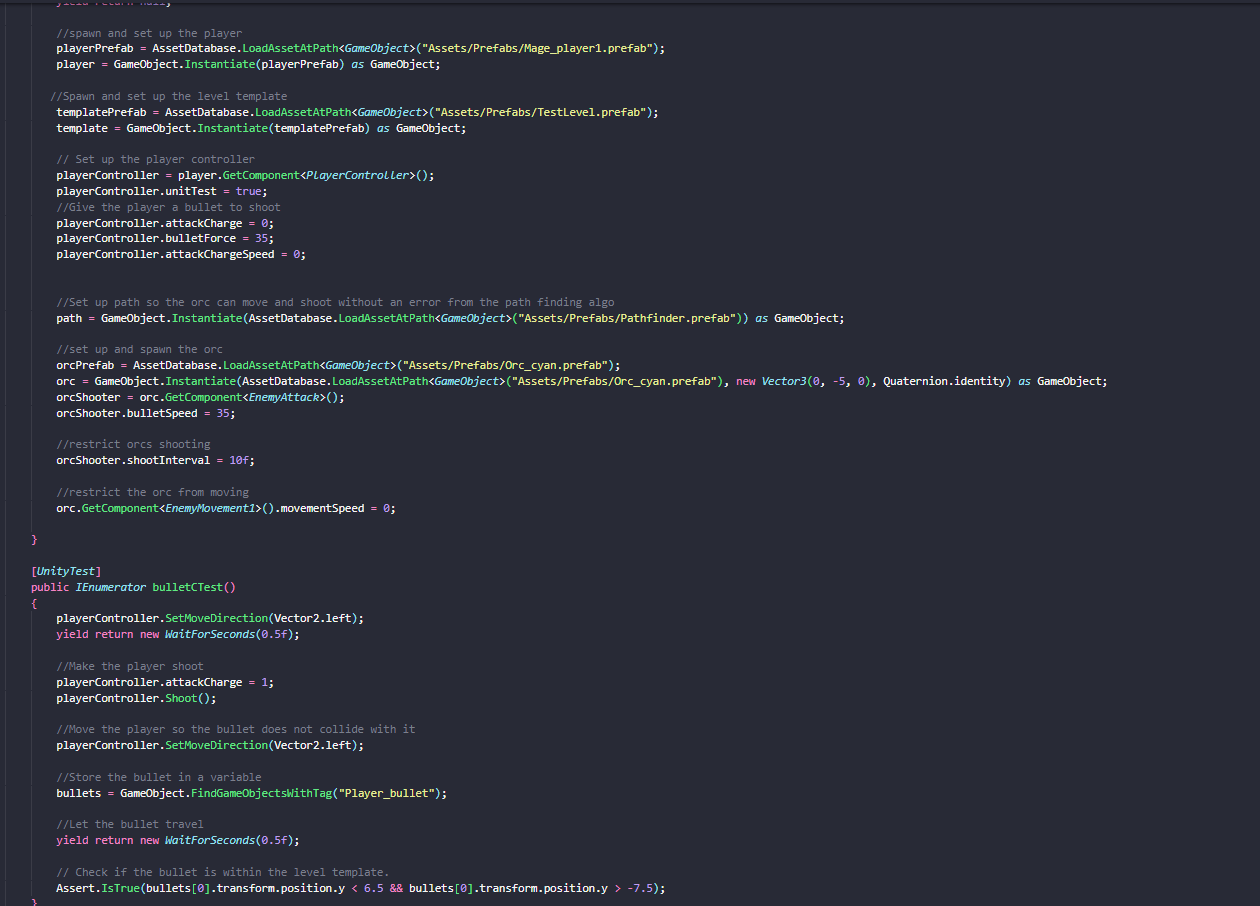 yield return null;
//spawn and set up the player
playerPrefab = AssetDatabase.LoadAssetAtPath<GameObject>("Assets/Prefabs/Mage_player1.prefab");
player = GameObject.Instantiate(playerPrefab) as GameObject;
//Spawn and set up the level template
templatePrefab = AssetDatabase.LoadAssetAtPath<GameObject>("Assets/Prefabs/TestLevel.prefab");
template = GameObject.Instantiate(templatePrefab) as GameObject;
// Set up the player controller
playerController = player.GetComponent<PlayerController>();
playerController.unitTest = true;
//Give the player a bullet to shoot
playerController.attackCharge = 0;
playerController.bulletForce = 35;
playerController.attackChargeSpeed = 0;
//Set up path so the orc can move and shoot without an error from the path finding algo
path = GameObject.Instantiate(AssetDatabase.LoadAssetAtPath<GameObject>("Assets/Prefabs/Pathfinder.prefab")) as GameObject;
//set up and spawn the orc
orcPrefab = AssetDatabase.LoadAssetAtPath<GameObject>("Assets/Prefabs/Orc_cyan.prefab");
orc = GameObject.Instantiate(AssetDatabase.LoadAssetAtPath<GameObject>("Assets/Prefabs/Orc_cyan.prefab"), new Vector3(0, -5, 0), Quaternion.identity) as GameObject;
orcShooter = orc.GetComponent<EnemyAttack>();
orcShooter.bulletSpeed = 35;
//restrict orcs shooting
orcShooter.shootInterval = 10f;
//restrict the orc from moving
orc.GetComponent<EnemyMovement1>().movementSpeed = 0;
}
[UnityTest]
public IEnumerator bulletCTest()
{
playerController.SetMoveDirection(Vector2.left);
yield return new WaitForSeconds(0.5f);
//Make the player shoot
playerController.attackCharge = 1;
playerController.Shoot();
//Move the player so the bullet does not collide with it
playerController.SetMoveDirection(Vector2.left);
//Store the bullet in a variable
bullets = GameObject.FindGameObjectsWithTag("Player_bullet");
//Let the bullet travel
yield return new WaitForSeconds(0.5f);
// Check if the bullet is within the level template.
Assert.IsTrue(bullets[0].transform.position.y < 6.5 && bullets[0].transform.position.y > -7.5);
}